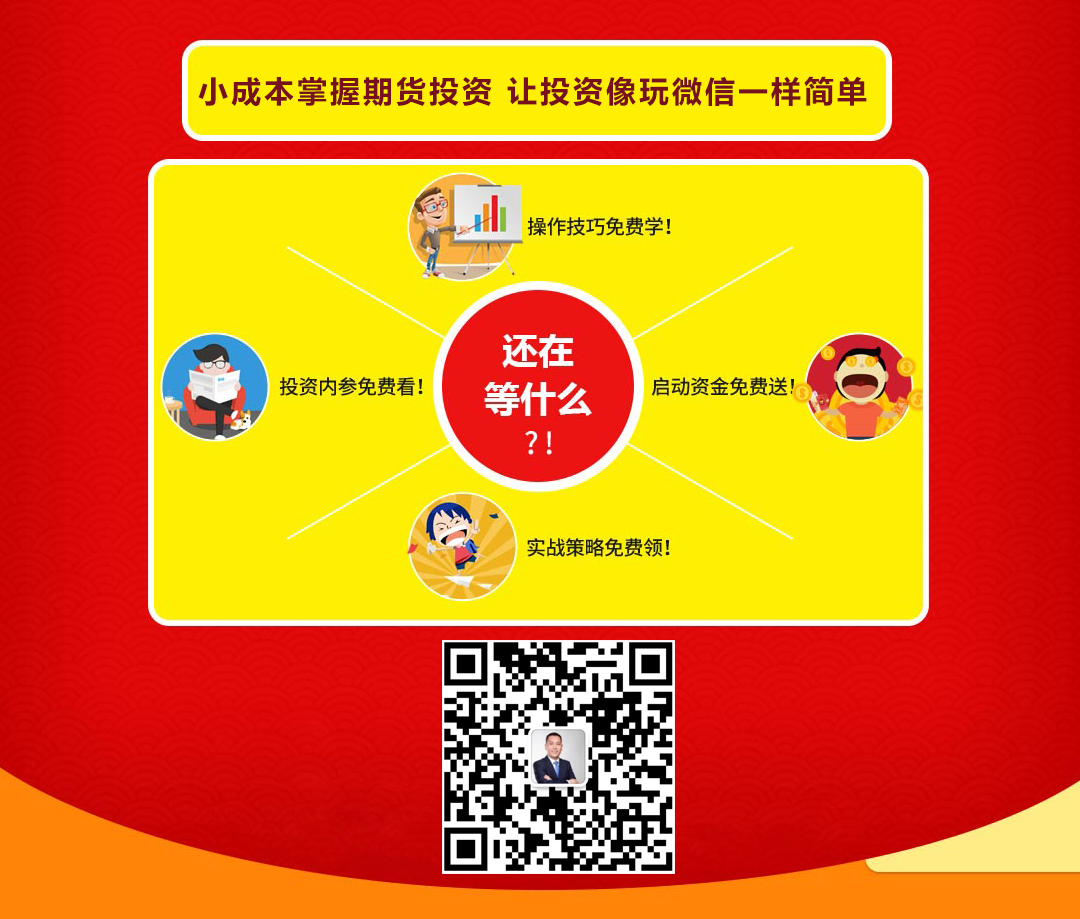 小成本掌握期货投资 让投资像玩微信一样简单
操作技巧免费学！
投资内参免费看！
还在
等什么
？！
启动资金免费送！
实战策略免费领！